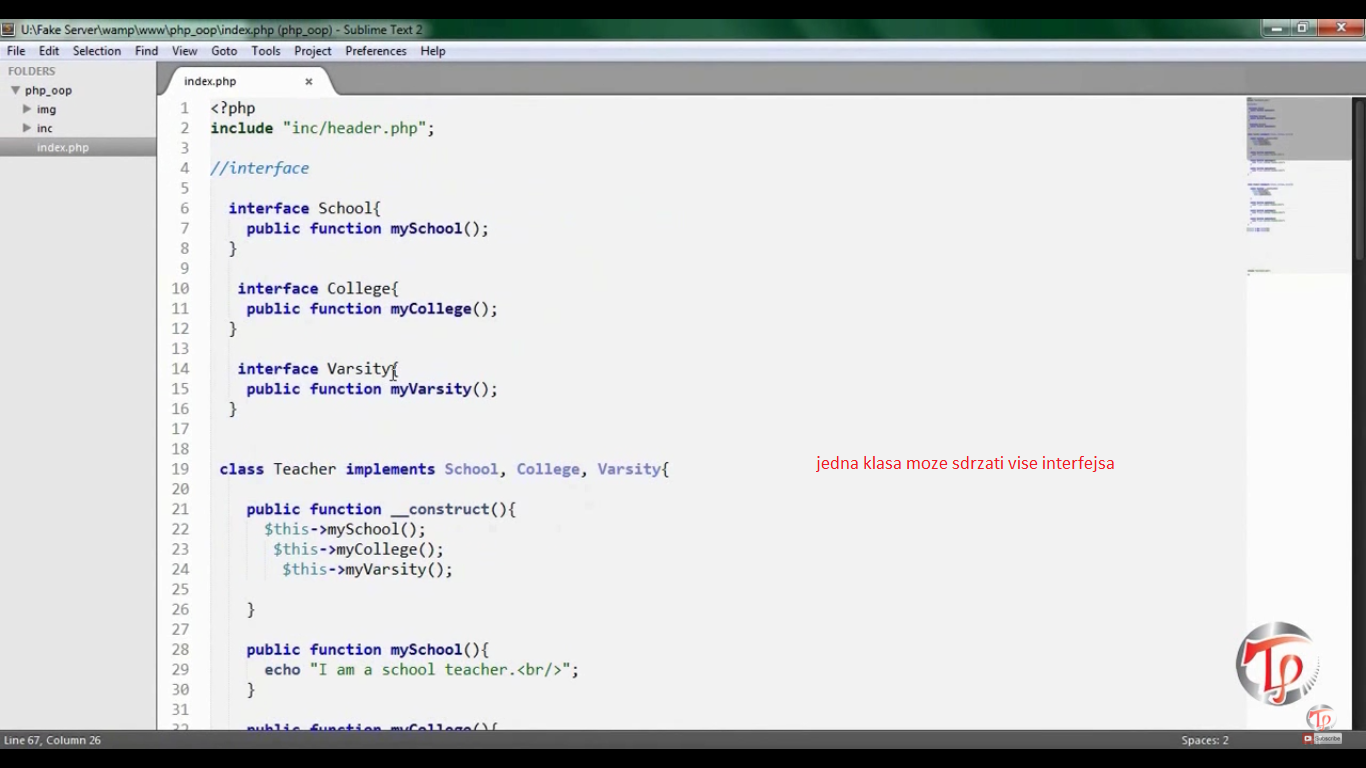 U:\Fake Server\wamp\www\php_oop\index.php (php_oop) - Sublime Text 2
File Edit Selection Find View Goto Tools Project Preferences Help
FOLDERS
php_oop
img
inc
index.php
index.php
1 <?php
2 include "inc/header.php";
3
4 //interface
5
6 interface School{
7 public function mySchool();
8 }
9
10 interface College{
11 public function myCollege();
12 }
13
14 interface Varsity{
15 public function myVarsity();
16 }
17
18
19 class Teacher implements School, College, Varsity{
jedna klasa moze sdrzati vise interfejsa
20
21 public function __construct(){
22 $this->mySchool();
23 $this->myCollege();
24 $this->myVarsity();
25
26 }
27
28 public function mySchool(){
29 echo "I am a school teacher.<br/>";
30 }
31
32 public function myCollege(){
Tp
Tp
Subscribe
Line 67, Column 26
Spaces: 2